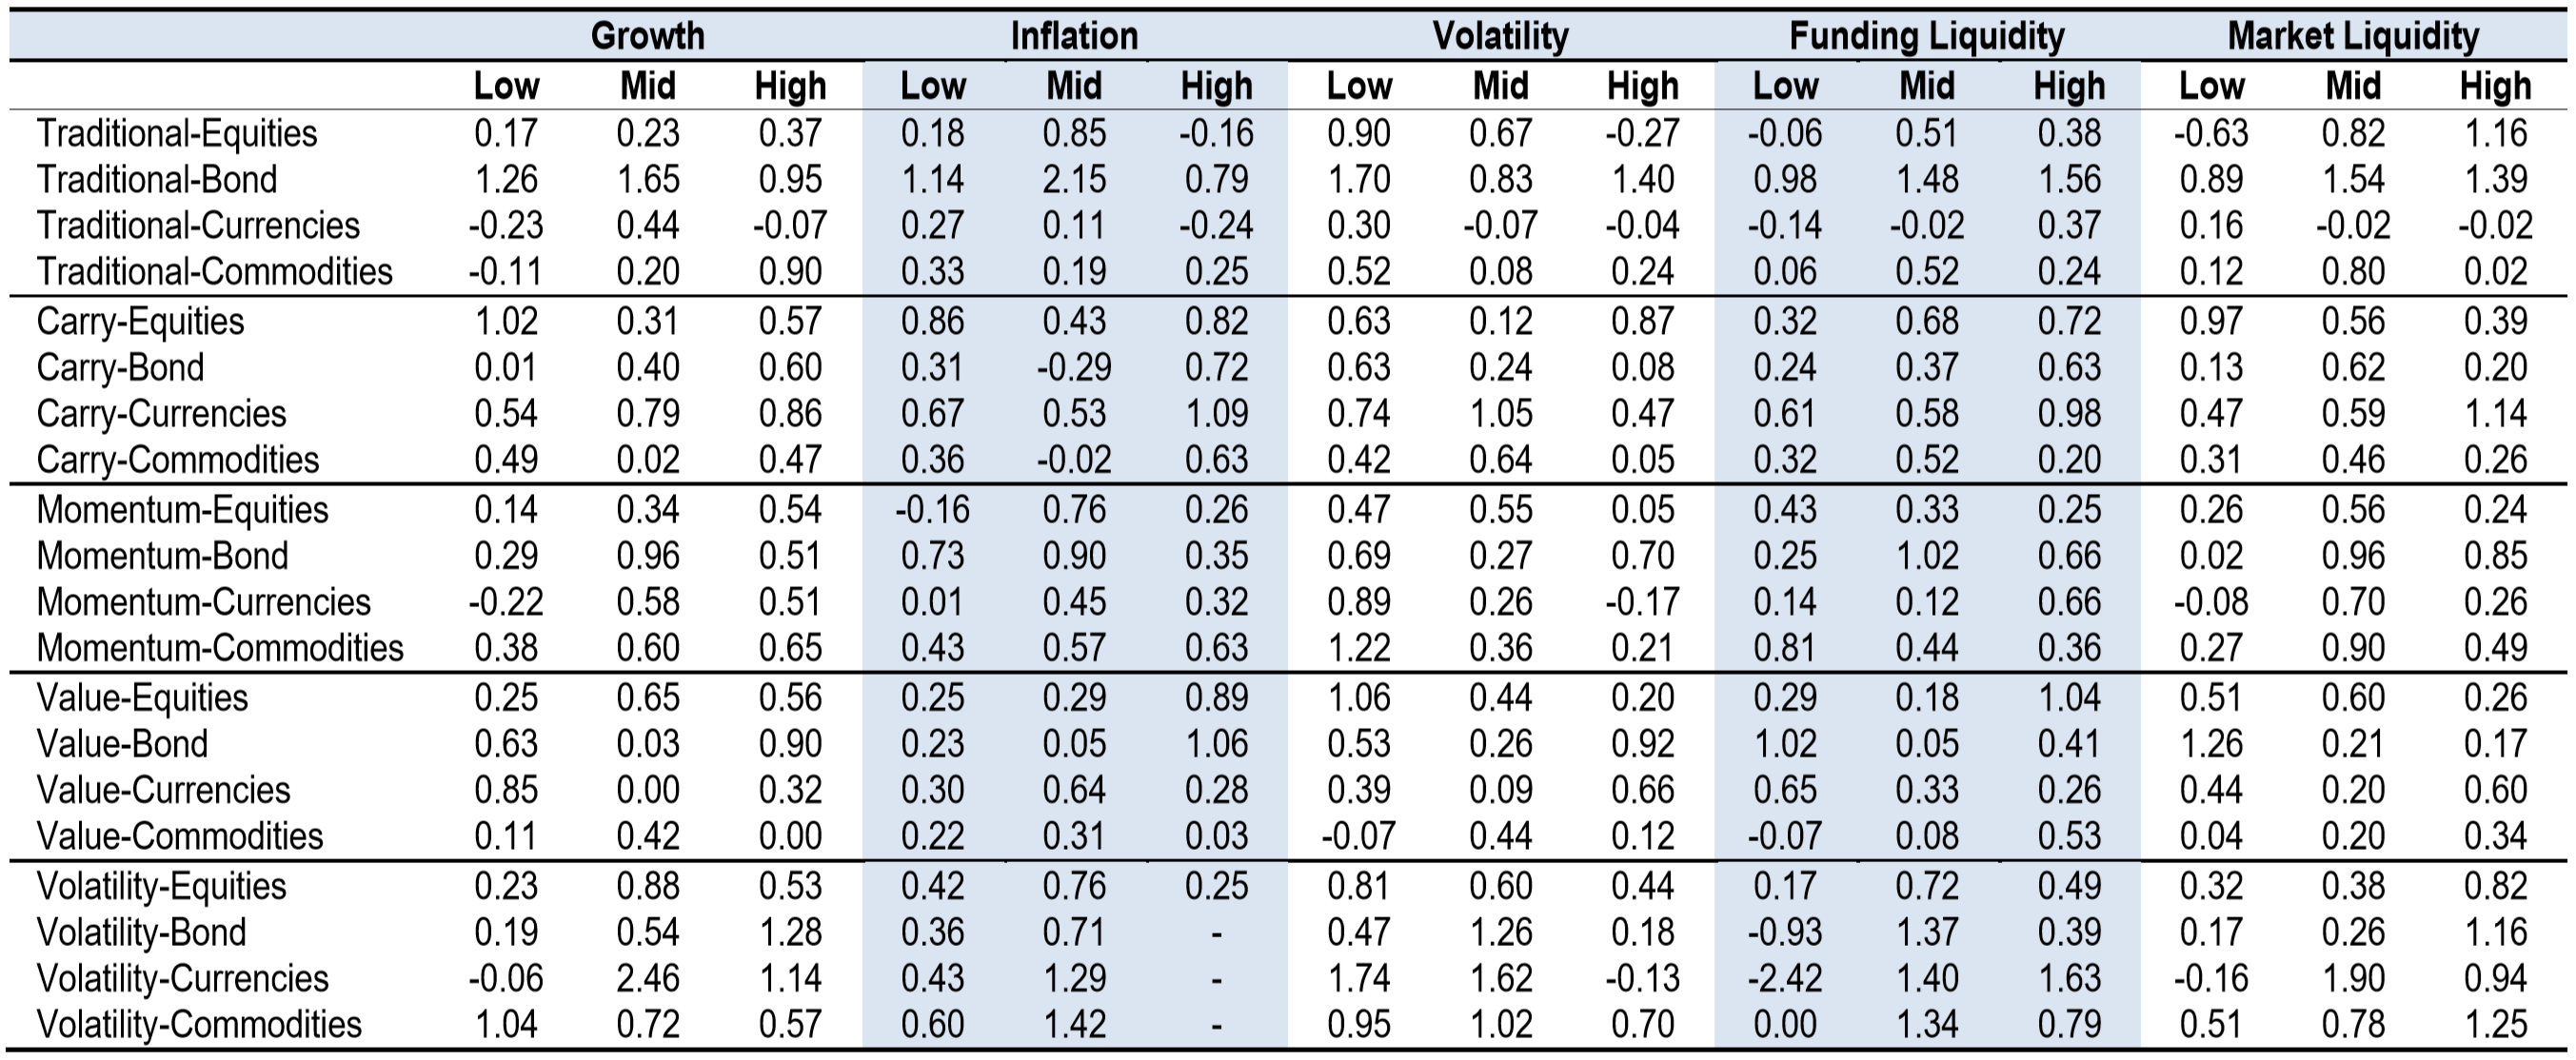 Growth Inflation Volatility Funding Liquidity Market Liquidity
Low Mid High Low Mid High Low Mid High Low Mid High Low Mid High
Traditional-Equities 0.17 0.23 0.37 0.18 0.85 -0.16 0.90 0.67 -0.27 -0.06 0.51 0.38 -0.63 0.82 1.16
Traditional-Bond 1.26 1.65 0.95 1.14 2.15 0.79 1.70 0.83 1.40 0.98 1.48 1.56 0.89 1.54 1.39
Traditional-Currencies -0.23 0.44 -0.07 0.27 0.11 -0.24 0.30 -0.07 -0.04 -0.14 -0.02 0.37 0.16 -0.02 -0.02
Traditional-Commodities -0.11 0.20 0.90 0.33 0.19 0.25 0.52 0.08 0.24 0.06 0.52 0.24 0.12 0.80 0.02
Carry-Equities 1.02 0.31 0.57 0.86 0.43 0.82 0.63 0.12 0.87 0.32 0.68 0.72 0.97 0.56 0.39
Carry-Bond 0.01 0.40 0.60 0.31 -0.29 0.72 0.63 0.24 0.08 0.24 0.37 0.63 0.13 0.62 0.20
Carry-Currencies 0.54 0.79 0.86 0.67 0.53 1.09 0.74 1.05 0.47 0.61 0.58 0.98 0.47 0.59 1.14
Carry-Commodities 0.49 0.02 0.47 0.36 -0.02 0.63 0.42 0.64 0.05 0.32 0.52 0.20 0.31 0.46 0.26
Momentum-Equities 0.14 0.34 0.54 -0.16 0.76 0.26 0.47 0.55 0.05 0.43 0.33 0.25 0.26 0.56 0.24
Momentum-Bond 0.29 0.96 0.51 0.73 0.90 0.35 0.69 0.27 0.70 0.25 1.02 0.66 0.02 0.96 0.85
Momentum-Currencies -0.22 0.58 0.51 0.01 0.45 0.32 0.89 0.26 -0.17 0.14 0.12 0.66 -0.08 0.70 0.26
Momentum-Commodities 0.38 0.60 0.65 0.43 0.57 0.63 1.22 0.36 0.21 0.81 0.44 0.36 0.27 0.90 0.49
Value-Equities 0.25 0.65 0.56 0.25 0.29 0.89 1.06 0.44 0.20 0.29 0.18 1.04 0.51 0.60 0.26
Value-Bond 0.63 0.03 0.90 0.23 0.05 1.06 0.53 0.26 0.92 1.02 0.05 0.41 1.26 0.21 0.17
Value-Currencies 0.85 0.00 0.32 0.30 0.64 0.28 0.39 0.09 0.66 0.65 0.33 0.26 0.44 0.20 0.60
Value-Commodities 0.11 0.42 0.00 0.22 0.31 0.03 -0.07 0.44 0.12 -0.07 0.08 0.53 0.04 0.20 0.34
Volatility-Equities 0.23 0.88 0.53 0.42 0.76 0.25 0.81 0.60 0.44 0.17 0.72 0.49 0.32 0.38 0.82
Volatility-Bond 0.19 0.54 1.28 0.36 0.71 - 0.47 1.26 0.18 -0.93 1.37 0.39 0.17 0.26 1.16
Volatility-Currencies -0.06 2.46 1.14 0.43 1.29 - 1.74 1.62 -0.13 -2.42 1.40 1.63 -0.16 1.90 0.94
Volatility-Commodities 1.04 0.72 0.57 0.60 1.42 - 0.95 1.02 0.70 0.00 1.34 0.79 0.51 0.78 1.25